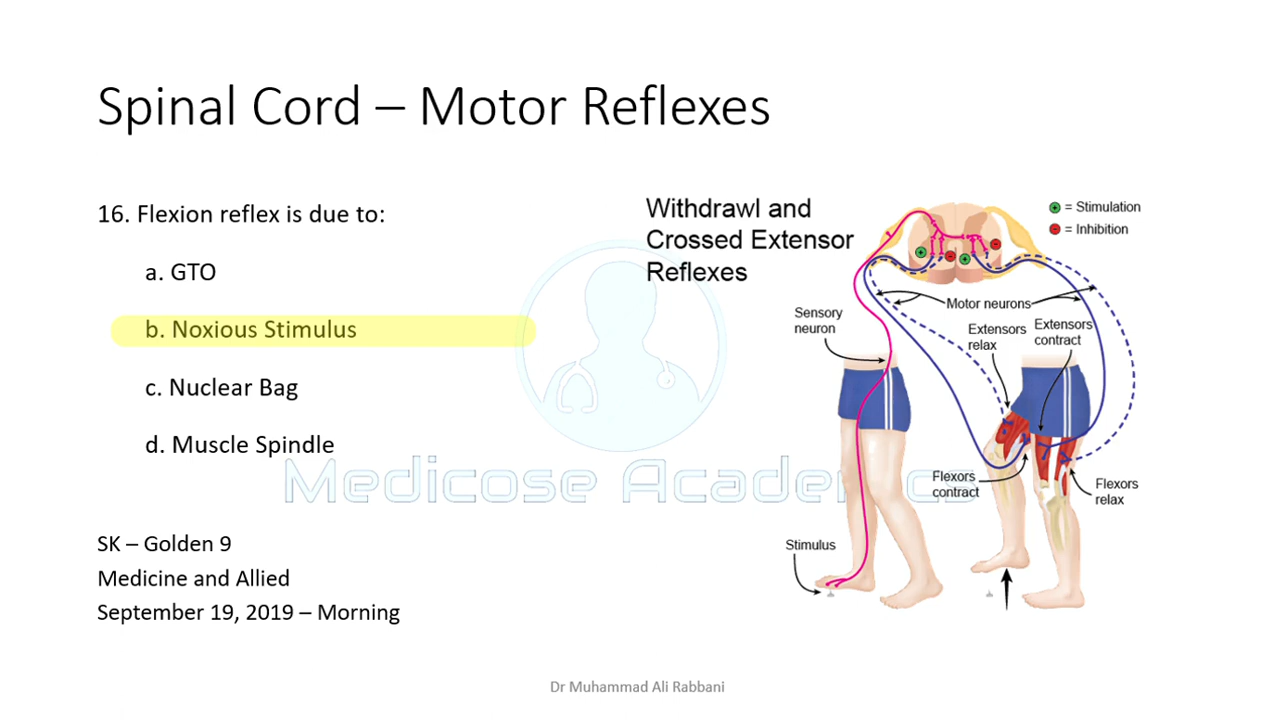 Spinal Cord – Motor Reflexes
16. Flexion reflex is due to:
a. GTO
b. Noxious Stimulus
c. Nuclear Bag
d. Muscle Spindle
SK – Golden 9
Medicine and Allied
September 19, 2019 – Morning
Withdrawl and
Crossed Extensor
Reflexes
+ = Stimulation
− = Inhibition
Motor neurons
Sensory
neuron
Extensors
relax
Extensors
contract
Flexors
contract
Flexors
relax
Stimulus
Medicose Academics
Dr Muhammad Ali Rabbani